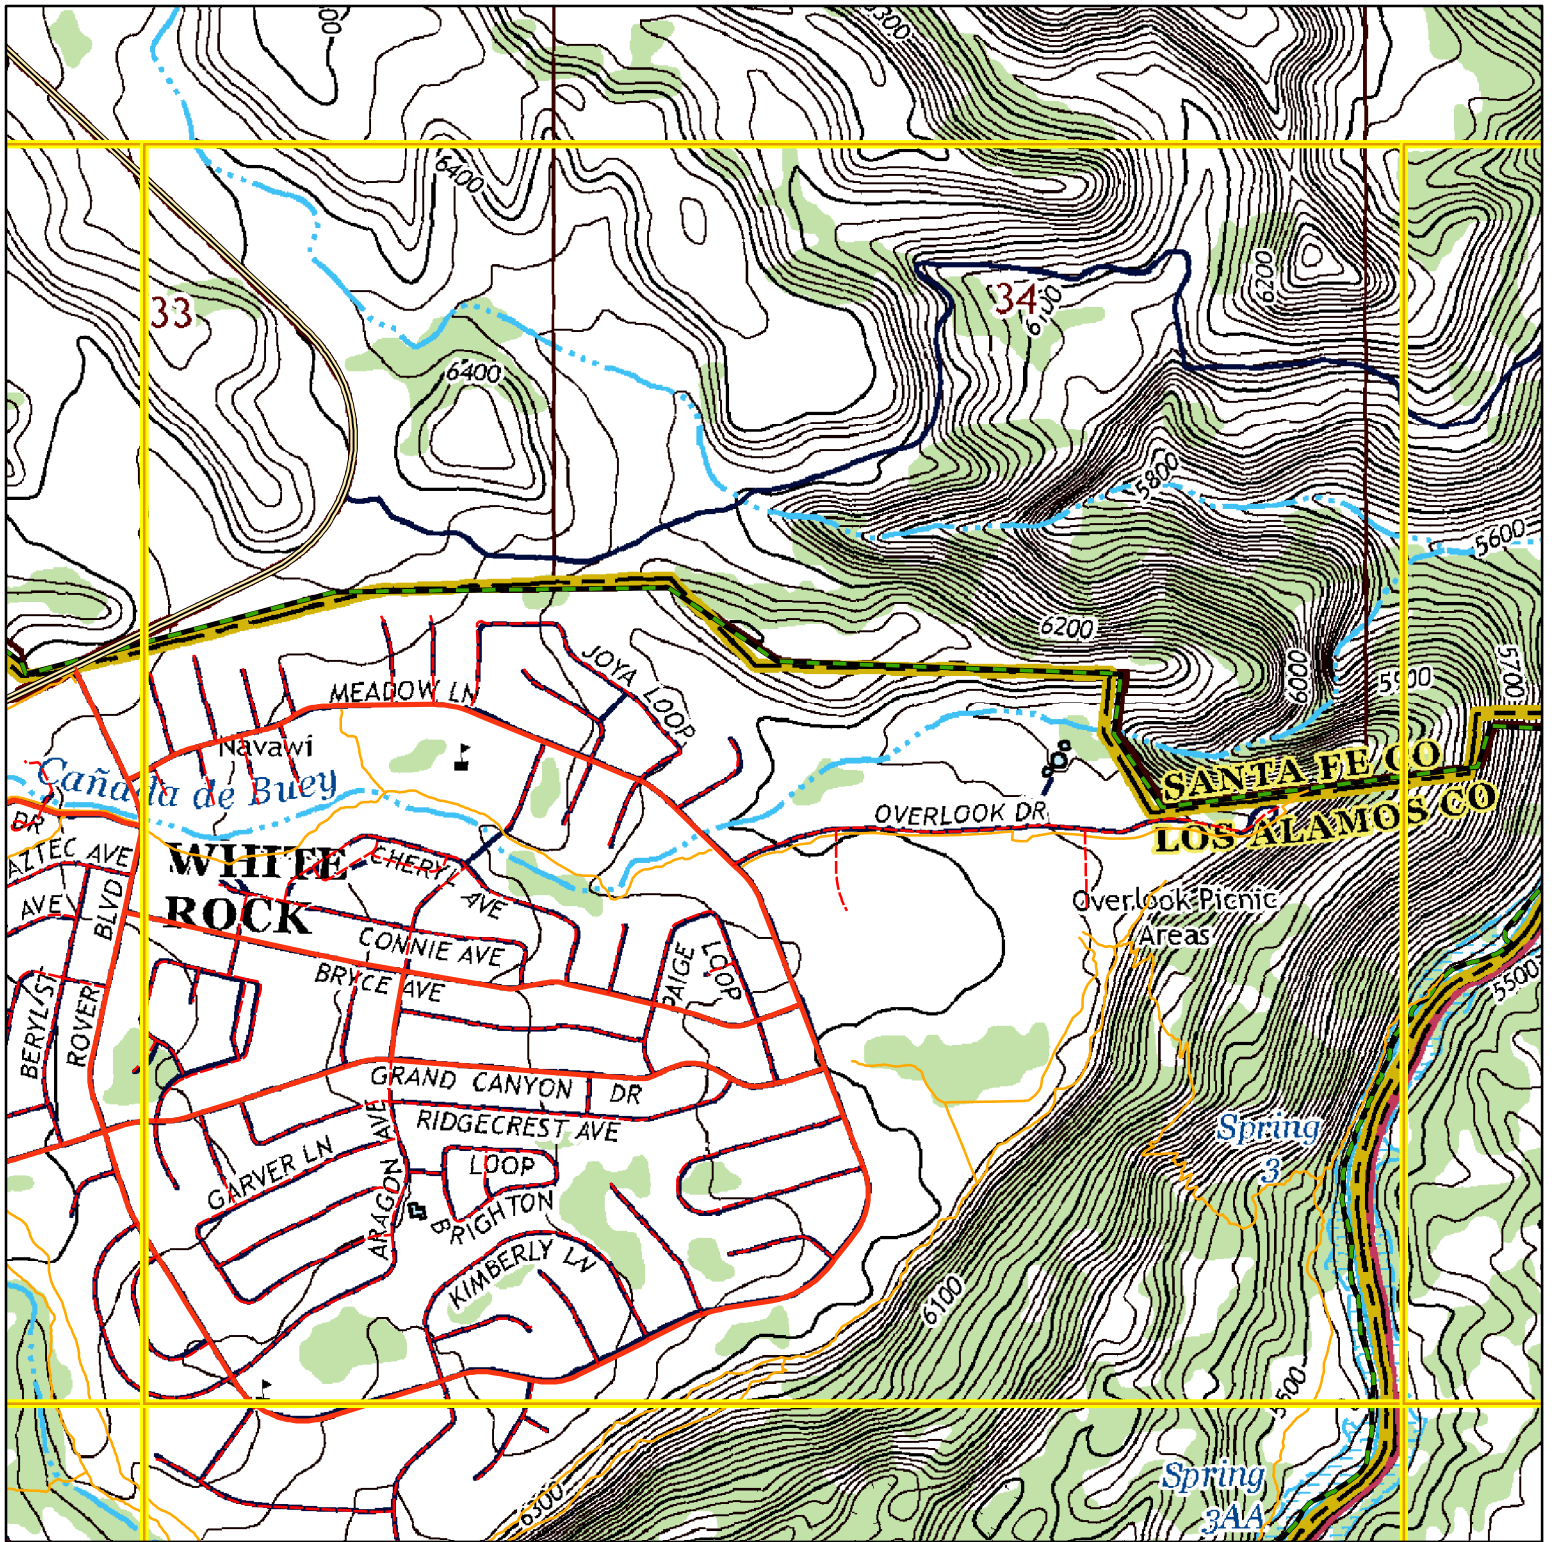 6300
6400
6200
33
34
6400
5800
5600
6200
6000
5700
JOYA LOOP
MEADOW LN
Navawi
Cañada de Buey
SANTA FE CO
LOS ALAMOS CO
OVERLOOK DR
DR
AZTEC AVE
AVE
BLVD
WHITE
ROCK
CHERYL AVE
CONNIE AVE
BRYCE AVE
PAIGE
LOOP
Overlook Picnic
Areas
5500
BERYL ST
ROVER
GRAND CANYON DR
RIDGECREST AVE
GARVER LN
ARAGON AVE
LOOP
BRIGHTON
KIMBERLY LN
Spring
3
6100
6300
Spring
3AA